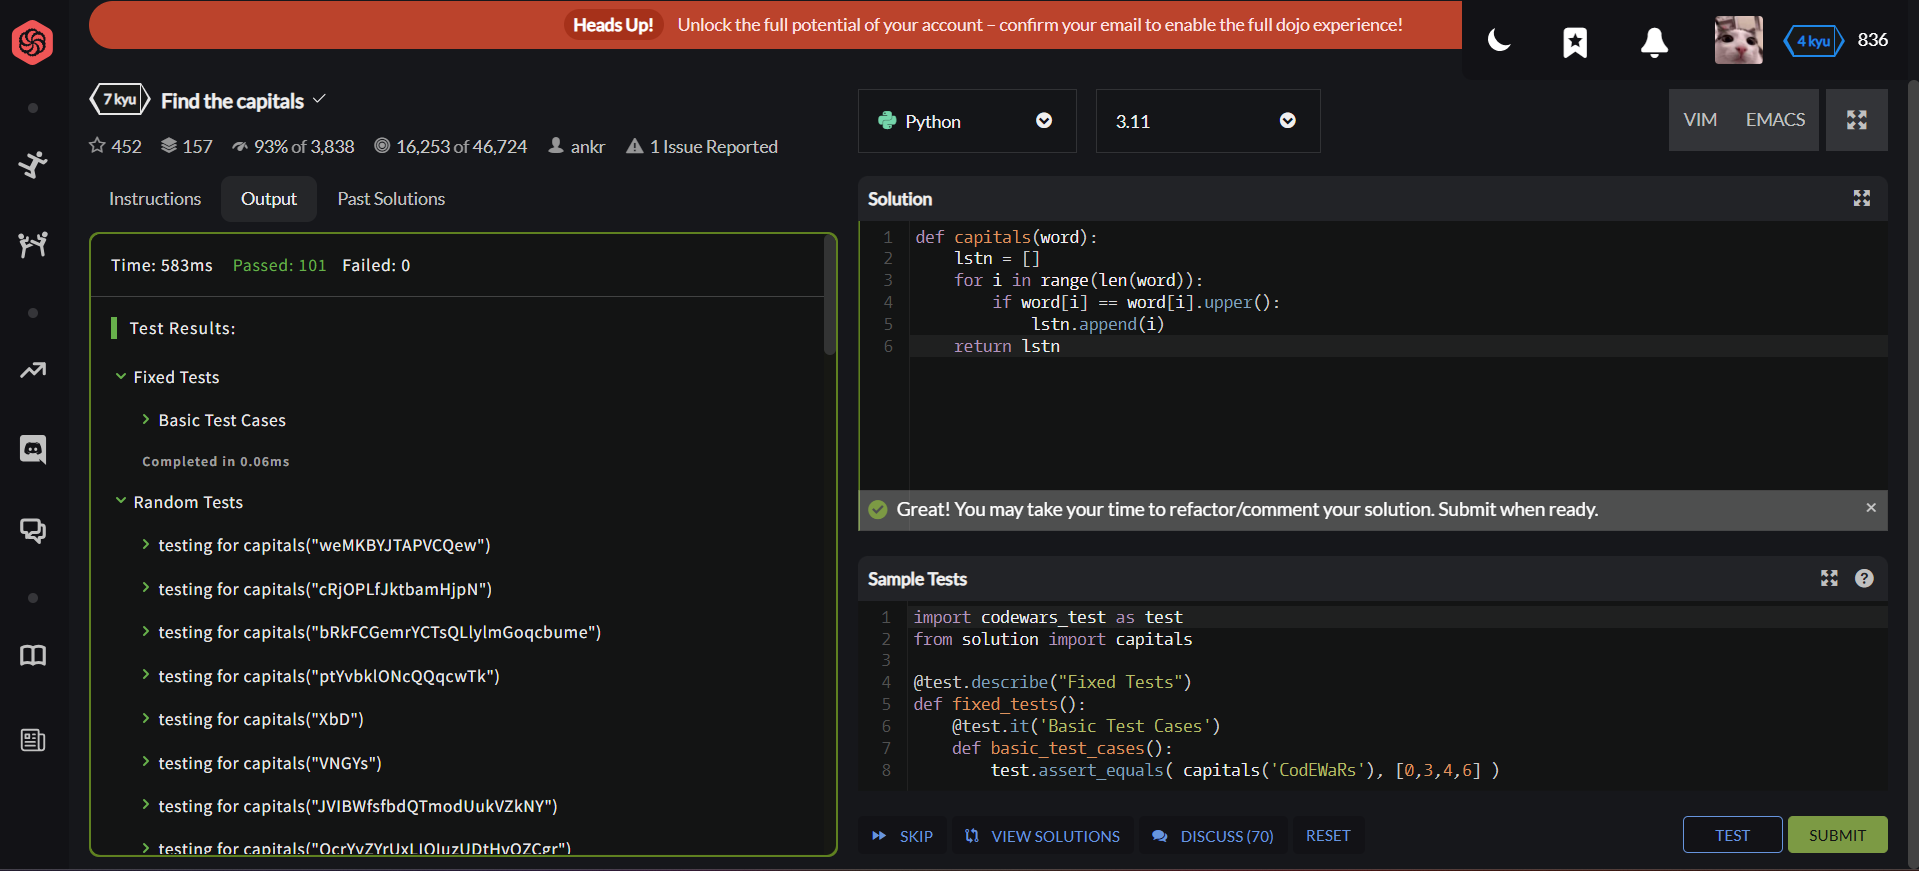 Heads Up! Unlock the full potential of your account – confirm your email to enable the full dojo experience!
4 kyu 836
7 kyu Find the capitals
452 157 93% of 3,838 16,253 of 46,724 ankr 1 Issue Reported
Instructions Output Past Solutions
Time: 583ms Passed: 101 Failed: 0
Test Results:
Fixed Tests
Basic Test Cases
Completed in 0.06ms
Random Tests
testing for capitals("weMKBYJTAPVCQew")
testing for capitals("cRjOPLfJktbamHjpN")
testing for capitals("bRkFCGemrYCTsQLlylmGoqcbume")
testing for capitals("ptYvbklONcQQqcwTk")
testing for capitals("XbD")
testing for capitals("VNGYs")
testing for capitals("JVIBWfsfbdQTmodUukVZkNY")
testing for
Python 3.11
VIM EMACS
Solution
1 def capitals(word):
2 lstn = []
3 for i in range(len(word)):
4 if word[i] == word[i].upper():
5 lstn.append(i)
6 return lstn
Great! You may take your time to refactor/comment your solution. Submit when ready.
Sample Tests
1 import codewars_test as test
2 from solution import capitals
3
4 @test.describe("Fixed Tests")
5 def fixed_tests():
6 @test.it('Basic Test Cases')
7 def basic_test_cases():
8 test.assert_equals( capitals('CodEWaRs'), [0,3,4,6] )
SKIP VIEW SOLUTIONS DISCUSS (70) RESET TEST SUBMIT